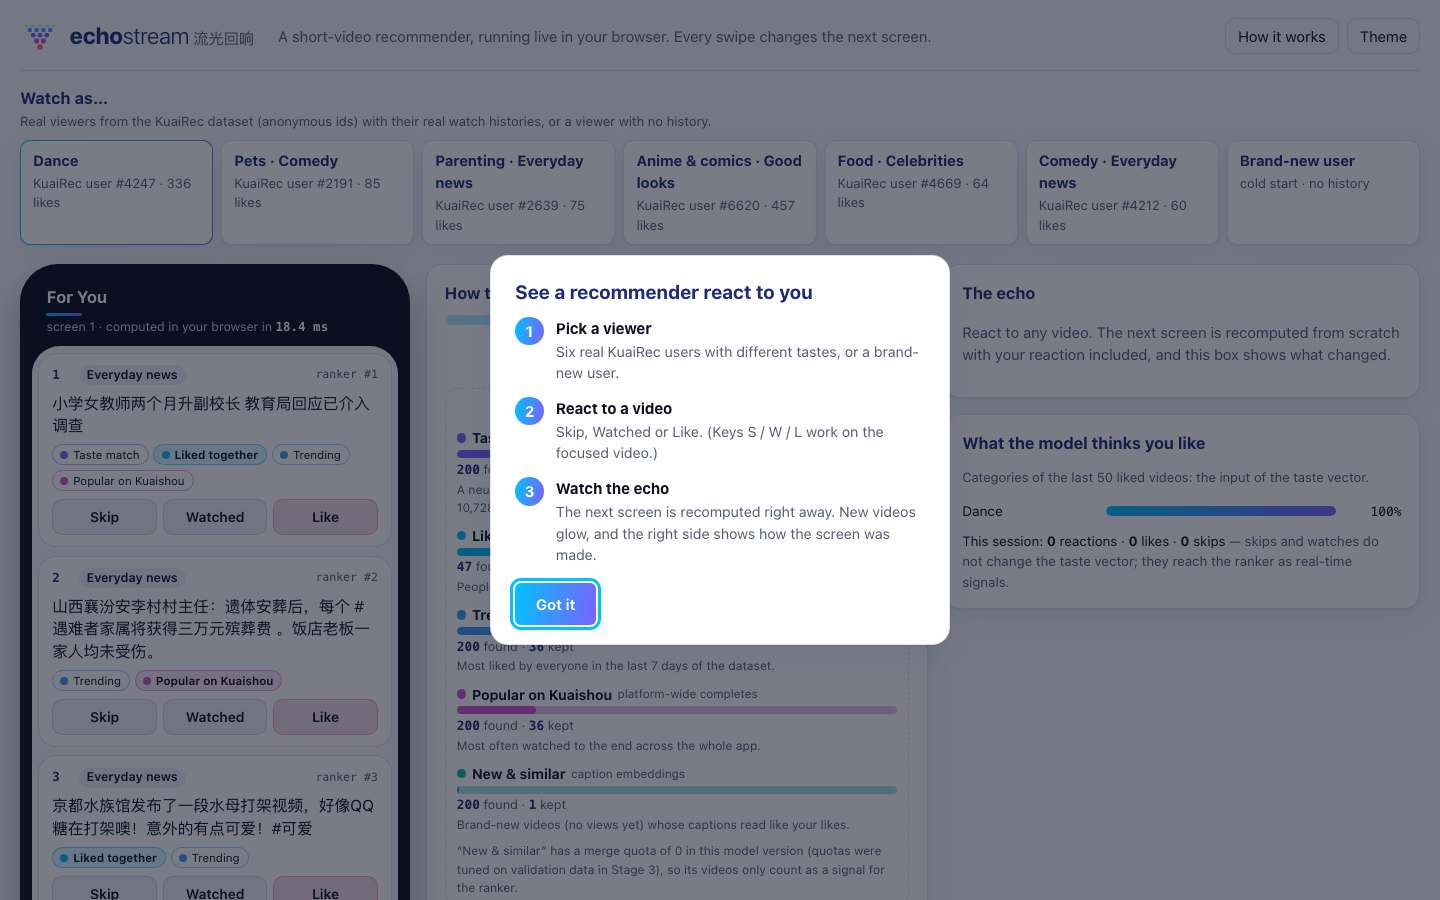 echostream 流光回响
A short-video recommender, running live in your browser. Every swipe changes the next screen.
How it works
Theme
Watch as...
Real viewers from the KuaiRec dataset (anonymous ids) with their real watch histories, or a viewer with no history.
Dance
KuaiRec user #4247 · 336
likes
Pets · Comedy
KuaiRec user #2191 · 85
likes
Parenting · Everyday
news
KuaiRec user #2639 · 75
likes
Anime & comics · Good
looks
KuaiRec user #6620 · 457
likes
Food · Celebrities
KuaiRec user #4669 · 64
likes
Comedy · Everyday
news
KuaiRec user #4212 · 60
likes
Brand-new user
cold start · no history
For You
screen 1 · computed in your browser in 18.4 ms
1 Everyday news ranker #1
小学女教师两个月升副校长 教育局回应已介入
调查
Taste match Liked together Trending
Popular on Kuaishou
Skip Watched Like
2 Everyday news ranker #2
山西襄汾安李村村主任：遗体安葬后，每个 #
遇难者家属将获得三万元殡葬费 。饭店老板一
家人均未受伤。
Trending Popular on Kuaishou
Skip Watched Like
3 Everyday news ranker #3
京都水族馆发布了一段水母打架视频，好像QQ
糖在打架噢！意外的有点可爱！#可爱
Liked together Trending
Skip Watched Like
How t
200
10,728
47
200 found · 36 kept
Most liked by everyone in the last 7 days of the dataset.
Popular on Kuaishou platform-wide completes
200 found · 36 kept
Most often watched to the end across the whole app.
New & similar caption embeddings
200 found · 1 kept
Brand-new videos (no views yet) whose captions read like your likes.
"New & similar" has a merge quota of 0 in this model version (quotas were
tuned on validation data in Stage 3), so its videos only count as a signal for
the ranker.
See a recommender react to you
1 Pick a viewer
Six real KuaiRec users with different tastes, or a brand-
new user.
2 React to a video
Skip, Watched or Like. (Keys S / W / L work on the
focused video.)
3 Watch the echo
The next screen is recomputed right away. New videos
glow, and the right side shows how the screen was
made.
Got it
The echo
React to any video. The next screen is recomputed from scratch
with your reaction included, and this box shows what changed.
What the model thinks you like
Categories of the last 50 liked videos: the input of the taste vector.
Dance 100%
This session: 0 reactions · 0 likes · 0 skips — skips and watches do
not change the taste vector; they reach the ranker as real-time
signals.